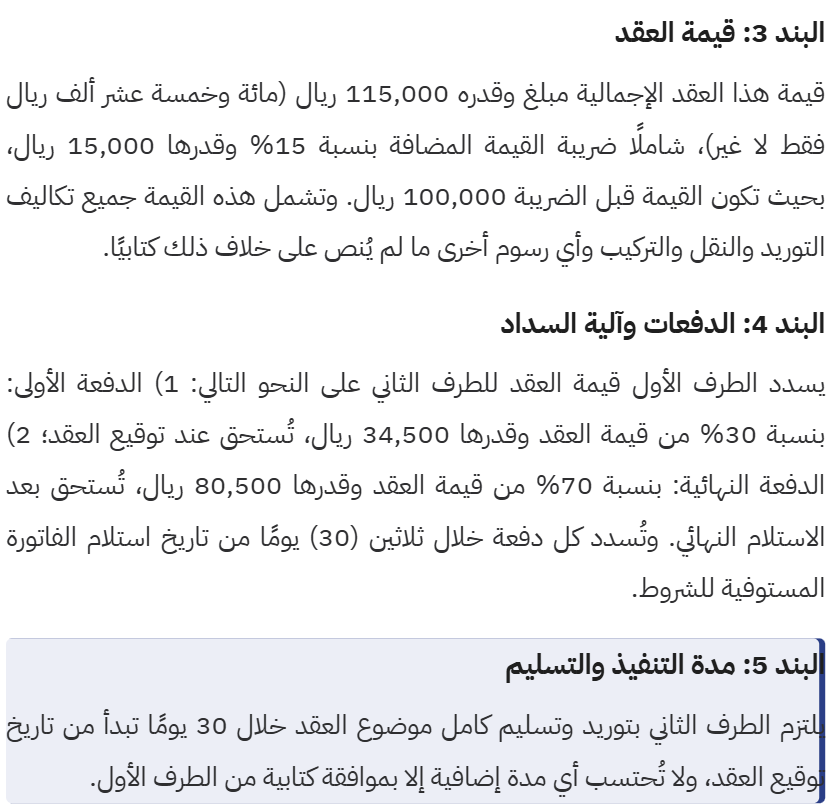 البند 3: قيمة العقد
قيمة هذا العقد الإجمالية مبلغ وقدره 115,000 ريال (مائة وخمسة عشر ألف ريال
فقط لا غير)، شاملًا ضريبة القيمة المضافة بنسبة 15% وقدرها 15,000 ريال،
بحيث تكون القيمة قبل الضريبة 100,000 ريال. وتشمل هذه القيمة جميع تكاليف
التوريد والنقل والتركيب وأي رسوم أخرى ما لم يُنص على خلاف ذلك كتابيًا.
البند 4: الدفعات وآلية السداد
يسدد الطرف الأول قيمة العقد للطرف الثاني على النحو التالي: 1) الدفعة الأولى:
بنسبة 30% من قيمة العقد وقدرها 34,500 ريال، تُستحق عند توقيع العقد؛ 2)
الدفعة النهائية: بنسبة 70% من قيمة العقد وقدرها 80,500 ريال، تُستحق بعد
الاستلام النهائي. وتُسدد كل دفعة خلال ثلاثين (30) يومًا من تاريخ استلام الفاتورة
المستوفية للشروط.
البند 5: مدة التنفيذ والتسليم
يلتزم الطرف الثاني بتوريد وتسليم كامل موضوع العقد خلال 30 يومًا تبدأ من تاريخ
توقيع العقد، ولا تُحتسب أي مدة إضافية إلا بموافقة كتابية من الطرف الأول.